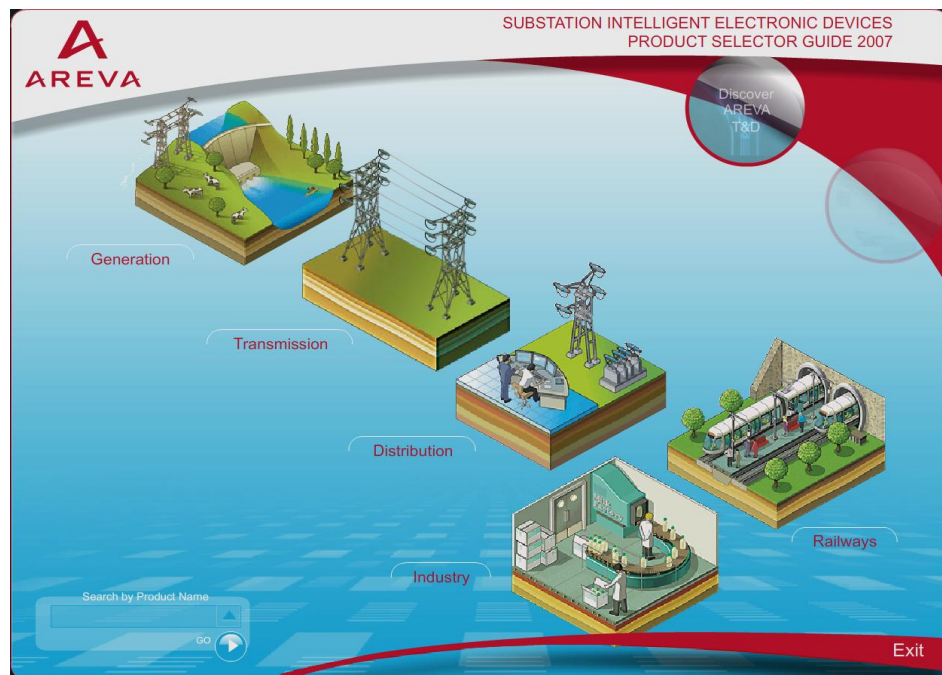 AREVA
SUBSTATION INTELLIGENT ELECTRONIC DEVICES
PRODUCT SELECTOR GUIDE 2007
Discover
AREVA
T&D
Generation
Transmission
Distribution
Railways
Industry
Search by Product Name
GO
Exit